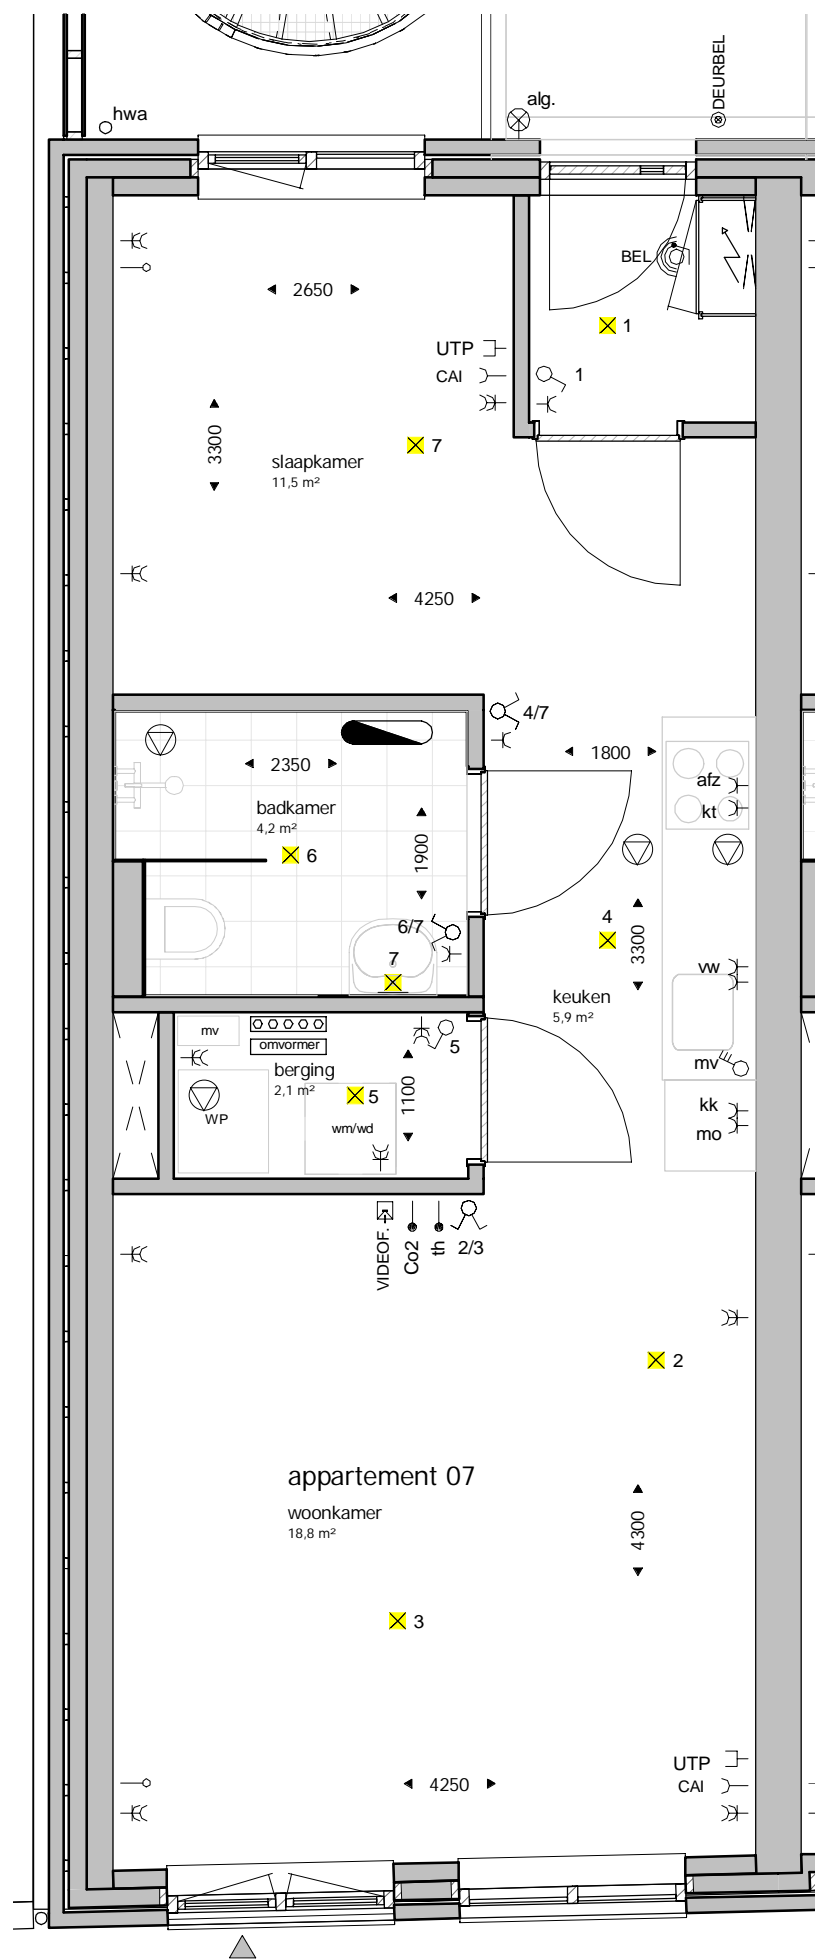 hwa
alg.
DEURBEL
BEL
2650
1
UTP
CAI
1
3300
7
slaapkamer
11,5 m²
4250
4/7
2350
1800
badkamer
4,2 m²
1900
afz
kt
6
6/7
7
4
3300
vw
keuken
5,9 m²
mv
omvormer
5
berging
2,1 m²
mv
WP
5
1100
wm/wd
kk
mo
VIDEOF.
Co2
th
2/3
2
appartement 07
woonkamer
18,8 m²
4300
3
UTP
CAI
4250